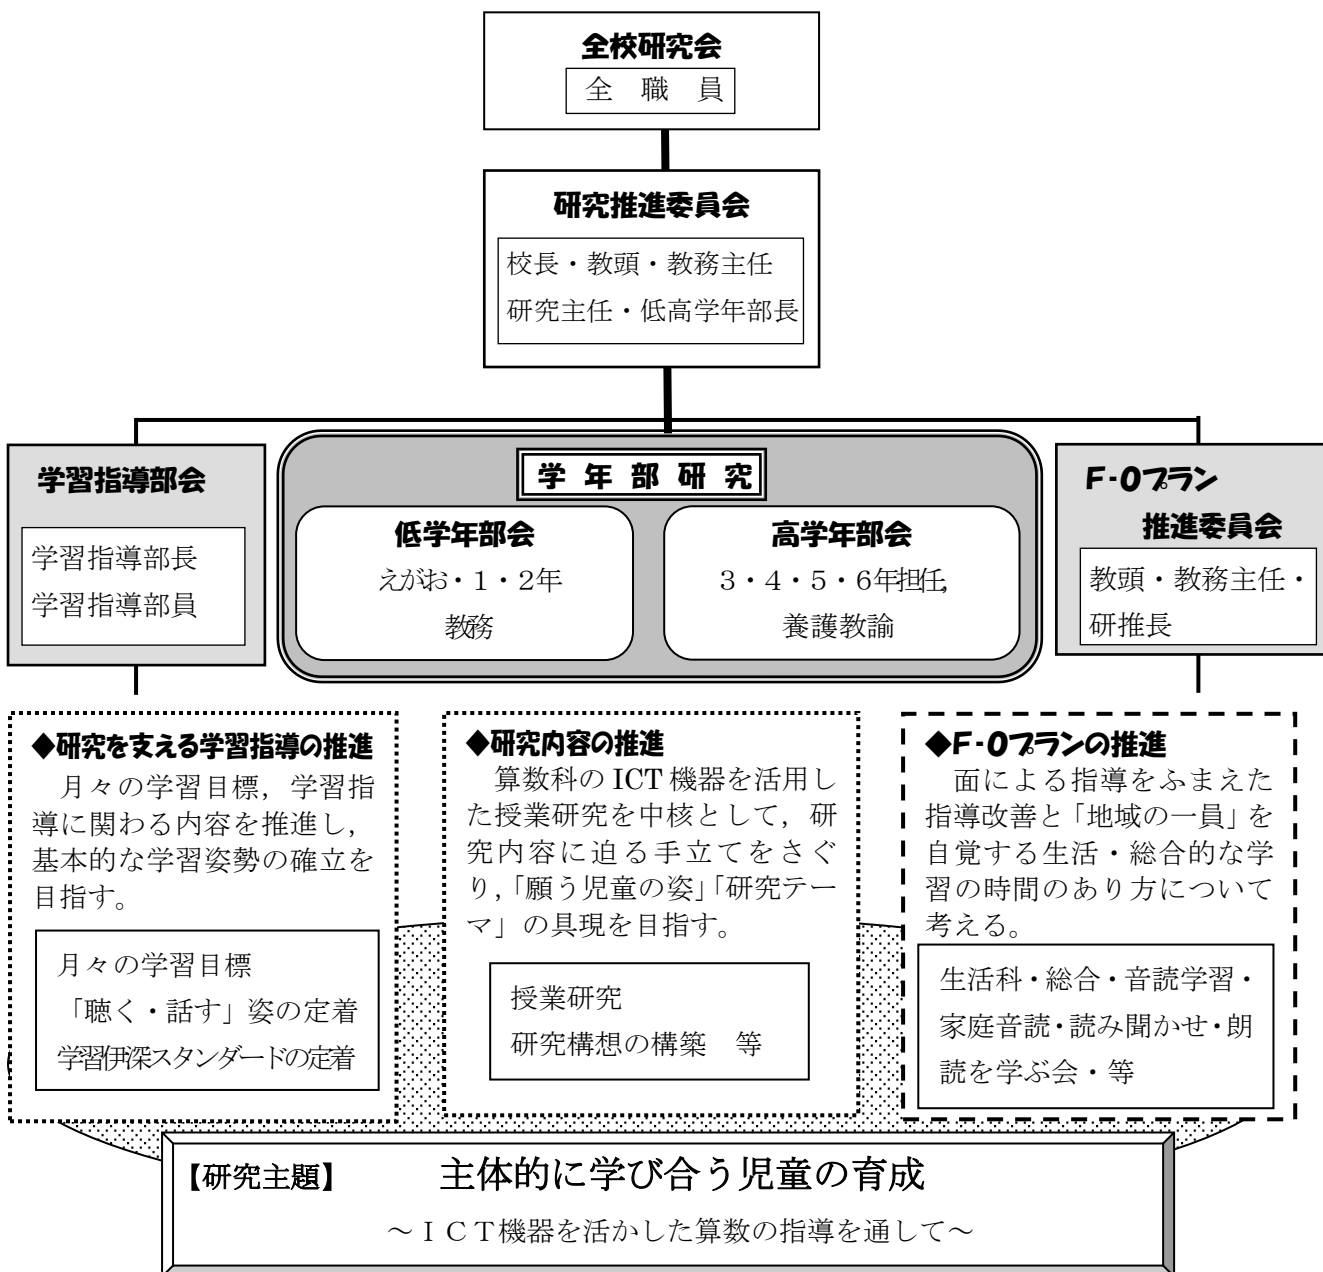 全校研究会
全　職　員
研究推進委員会
校長・教頭・教務主任
研究主任・低高学年部長
学習指導部会
学習指導部長
学習指導部員
学 年 部 研 究
低学年部会
えがお・１・２年
教務
高学年部会
３・４・５・６年担任,
養護教諭
F-Oプラン
推進委員会
教頭・教務主任・
研推長
◆研究を支える学習指導の推進
月々の学習目標，学習指
導に関わる内容を推進し，
基本的な学習姿勢の確立を
目指す。
月々の学習目標
「聴く・話す」姿の定着
学習伊深スタンダードの定着
◆研究内容の推進
算数科の ICT 機器を活用し
た授業研究を中核として，研
究内容に迫る手立てをさぐ
り，「願う児童の姿」「研究テー
マ」の具現を目指す。
授業研究
研究構想の構築　等
◆F-Oプランの推進
面による指導をふまえた
指導改善と「地域の一員」を
自覚する生活・総合的な学
習の時間のあり方について
考える。
生活科・総合・音読学習・
家庭音読・読み聞かせ・朗
読を学ぶ会・等
【研究主題】　主体的に学び合う児童の育成
～ＩＣＴ機器を活かした算数の指導を通して～